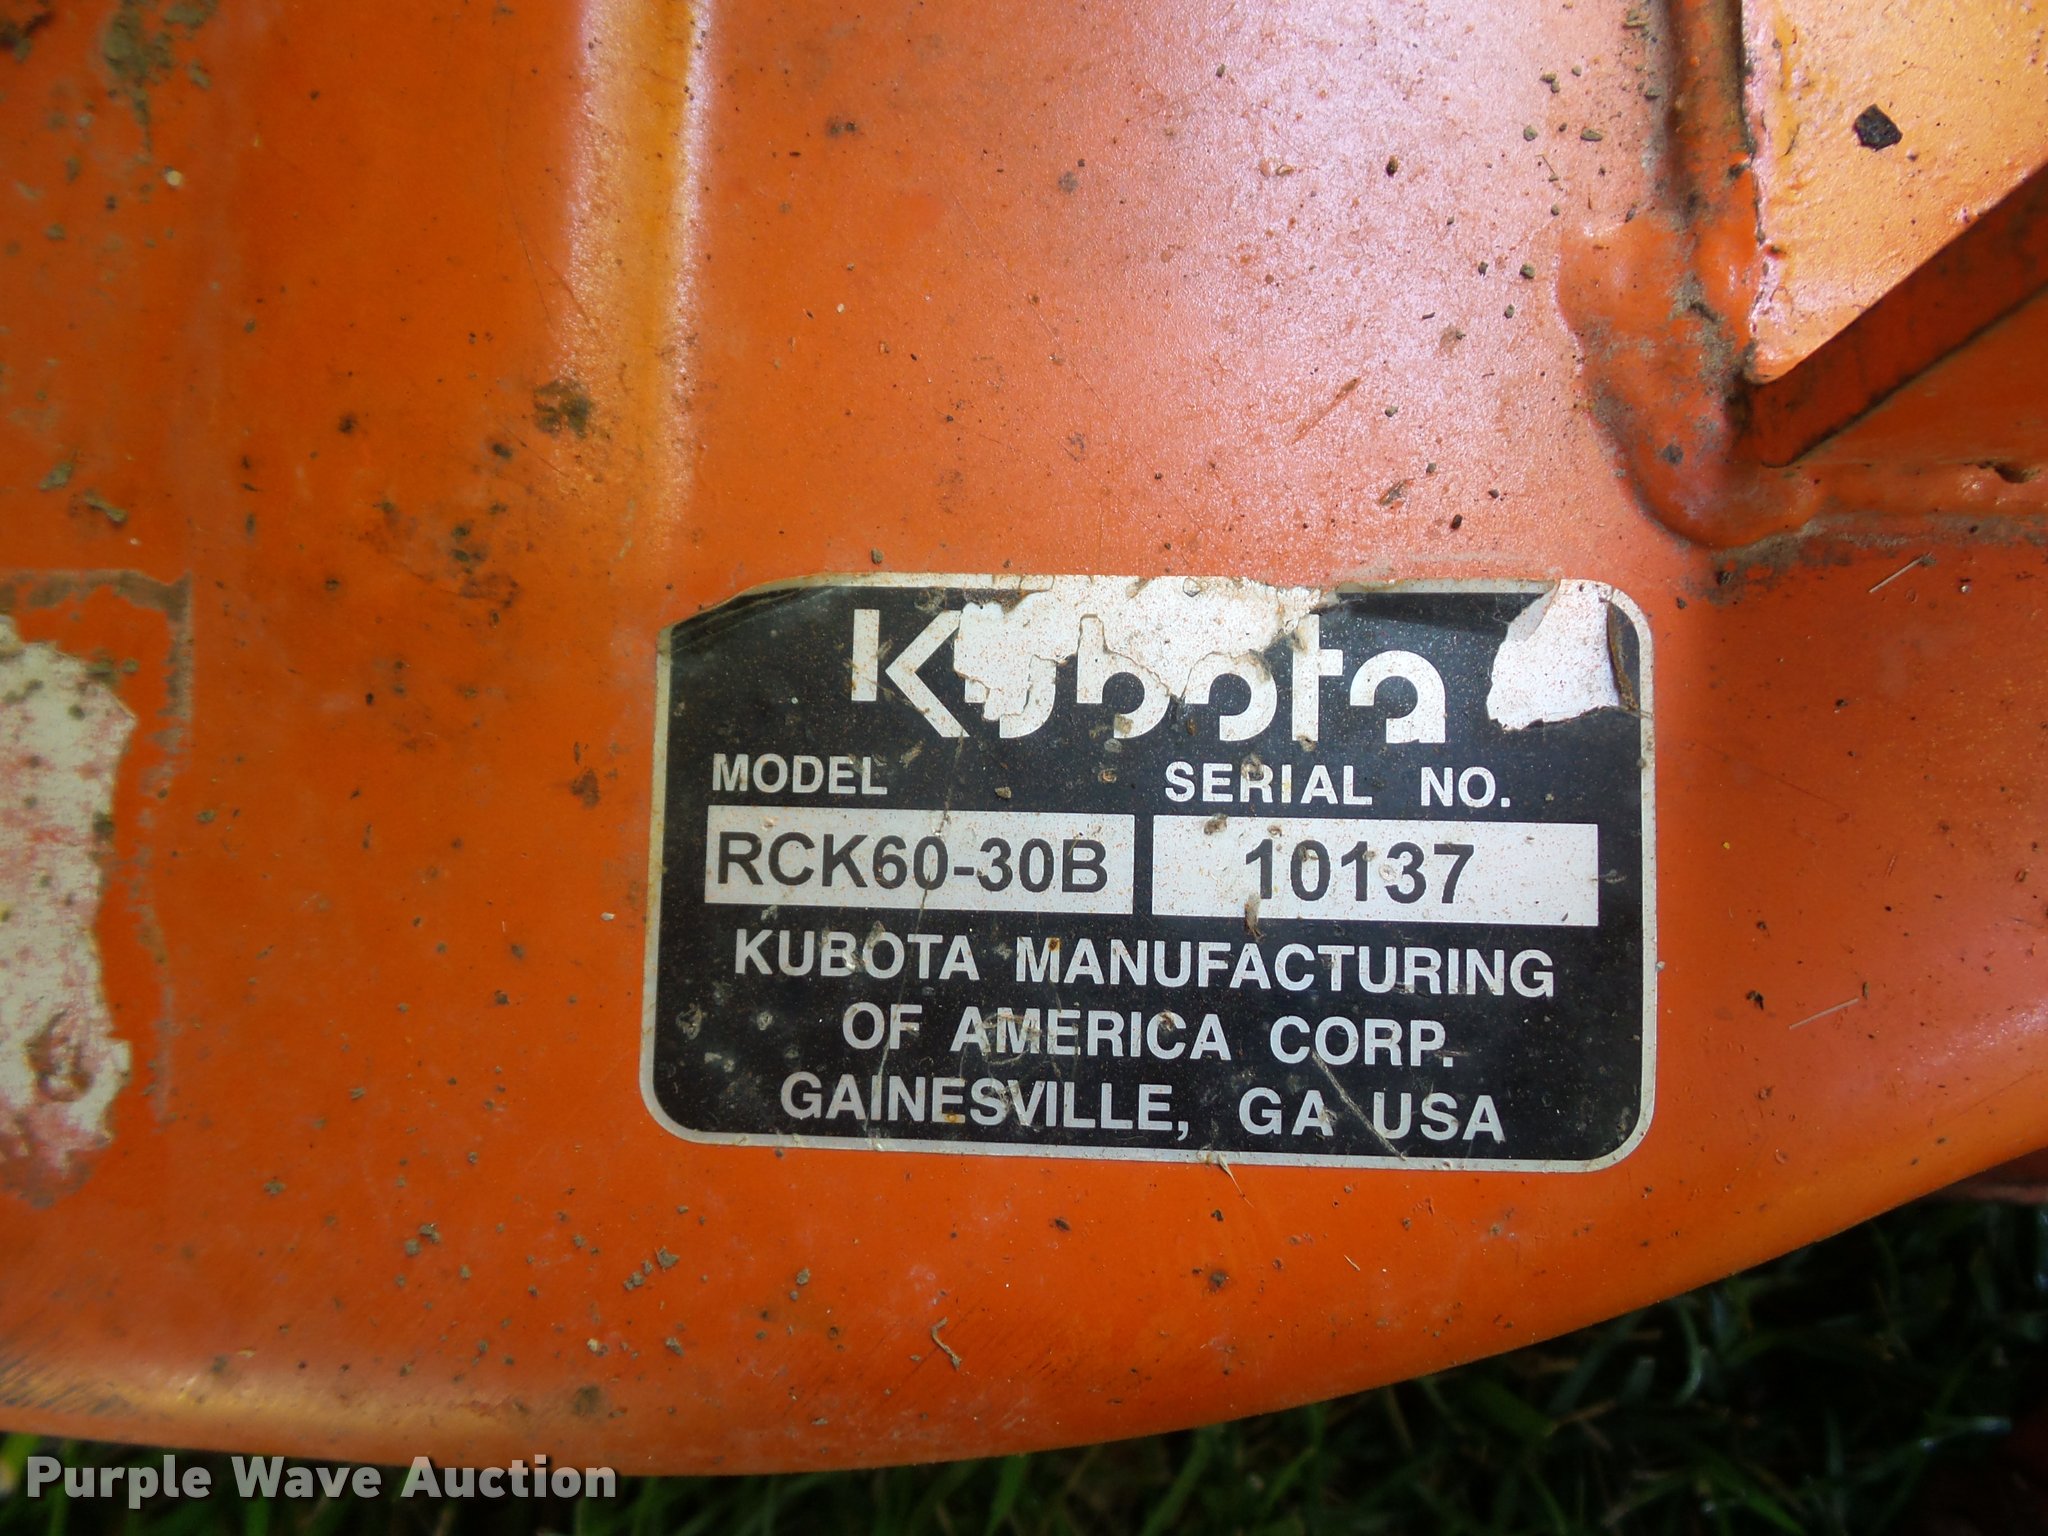 Kubota
MODEL SERIAL NO.
RCK60-30B 10137
KUBOTA MANUFACTURING
OF AMERICA CORP.
GAINESVILLE, GA USA
Purple Wave Auction